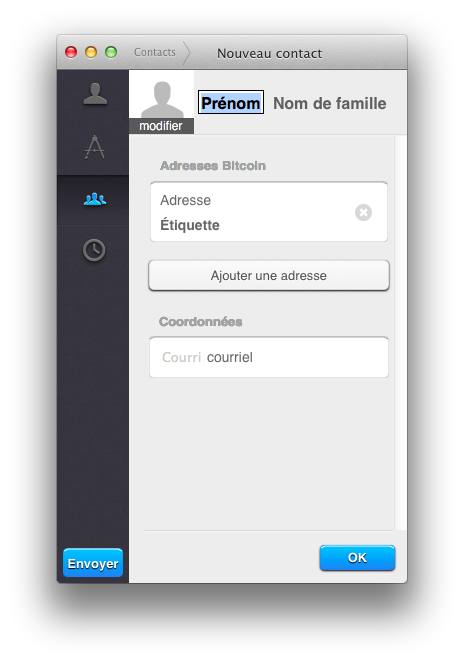 Contacts Nouveau contact
Prénom Nom de famille
modifier
Adresses Bitcoin
Adresse
Étiquette
Ajouter une adresse
Coordonnées
Courri courriel
Envoyer
OK